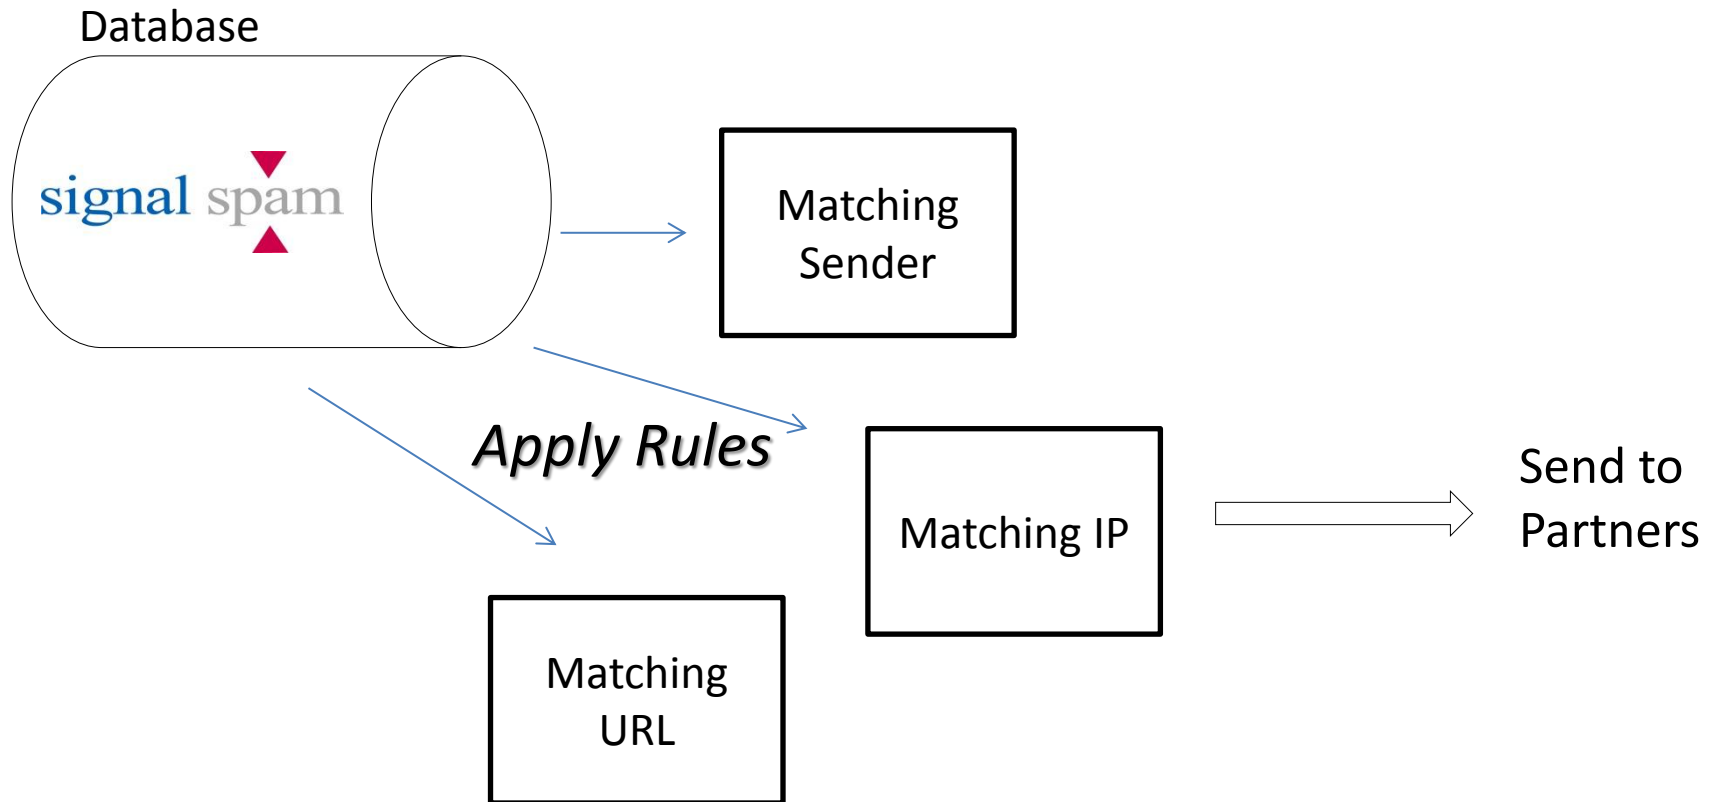 Database
signal spam
Matching
Sender
Apply Rules
Matching IP
Send to
Partners
Matching
URL